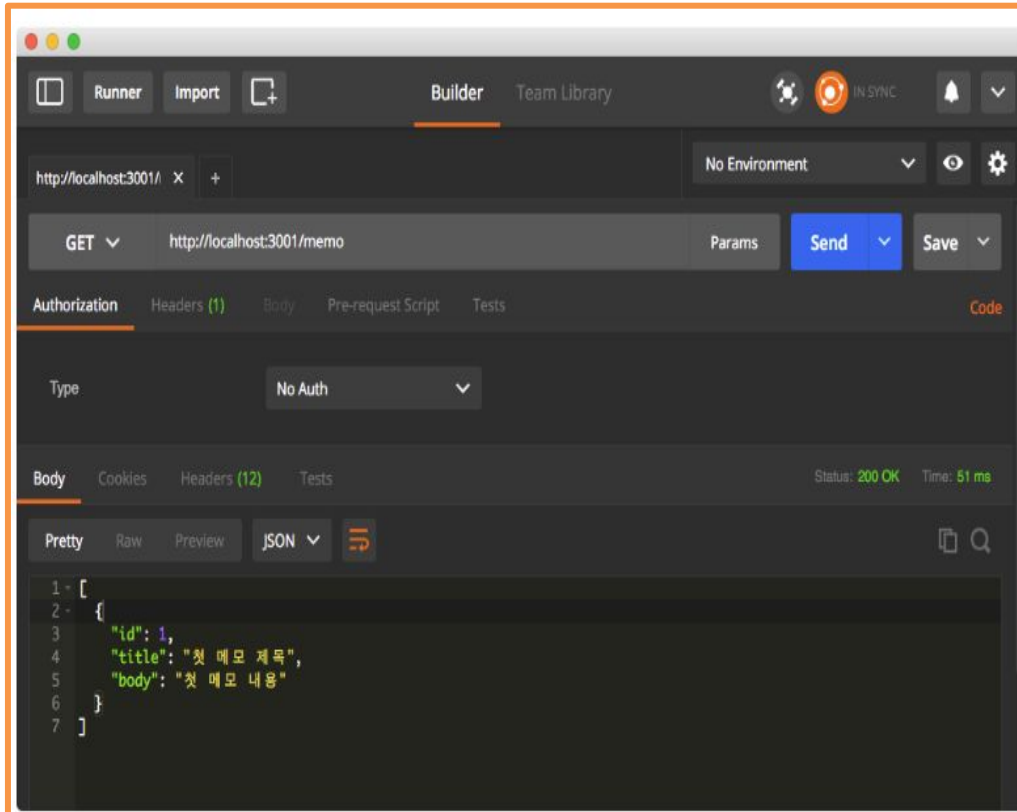 Runner Import Builder Team Library IN SYNC
http://localhost:3001/ × + No Environment
GET http://localhost:3001/memo Params Send Save
Authorization Headers (1) Body Pre-request Script Tests Code
Type No Auth
Body Cookies Headers (12) Tests Status: 200 OK Time: 51 ms
Pretty Raw Preview JSON
1 [
2 {
3 "id": 1,
4 "title": "첫 메모 제목",
5 "body": "첫 메모 내용"
6 }
7 ]